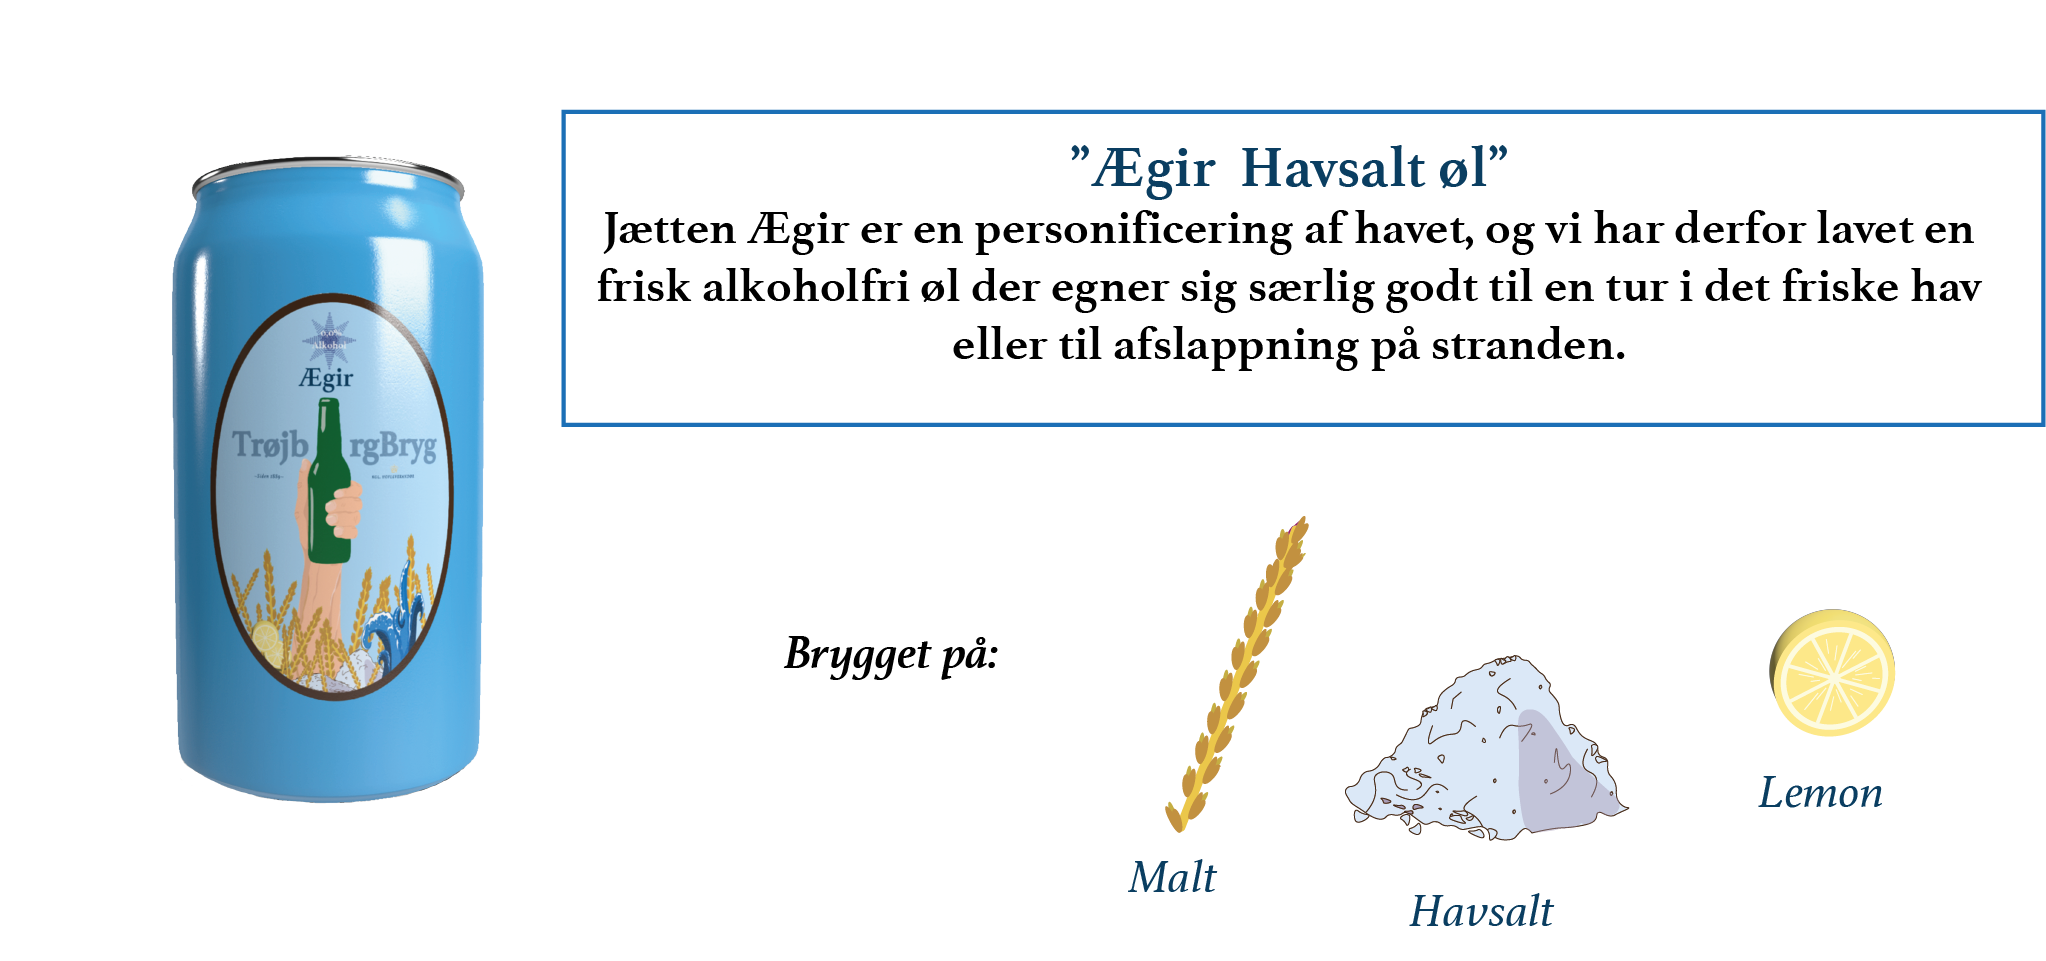 ”Ægir Havsalt øl”
Jætten Ægir er en personificering af havet, og vi har derfor lavet en
frisk alkoholfri øl der egner sig særlig godt til en tur i det friske hav
eller til afslappning på stranden.
0,0%
Alkohol
Ægir
Trøjb rgBryg
Brygget på:
Malt
Havsalt
Lemon